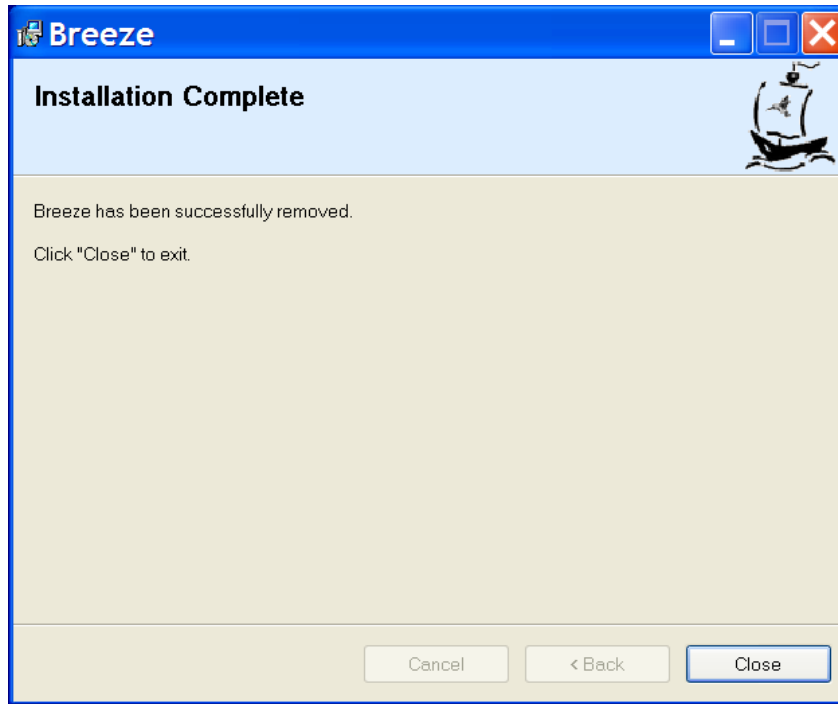 Breeze
Installation Complete
Breeze has been successfully removed.
Click "Close" to exit.
Cancel
< Back
Close